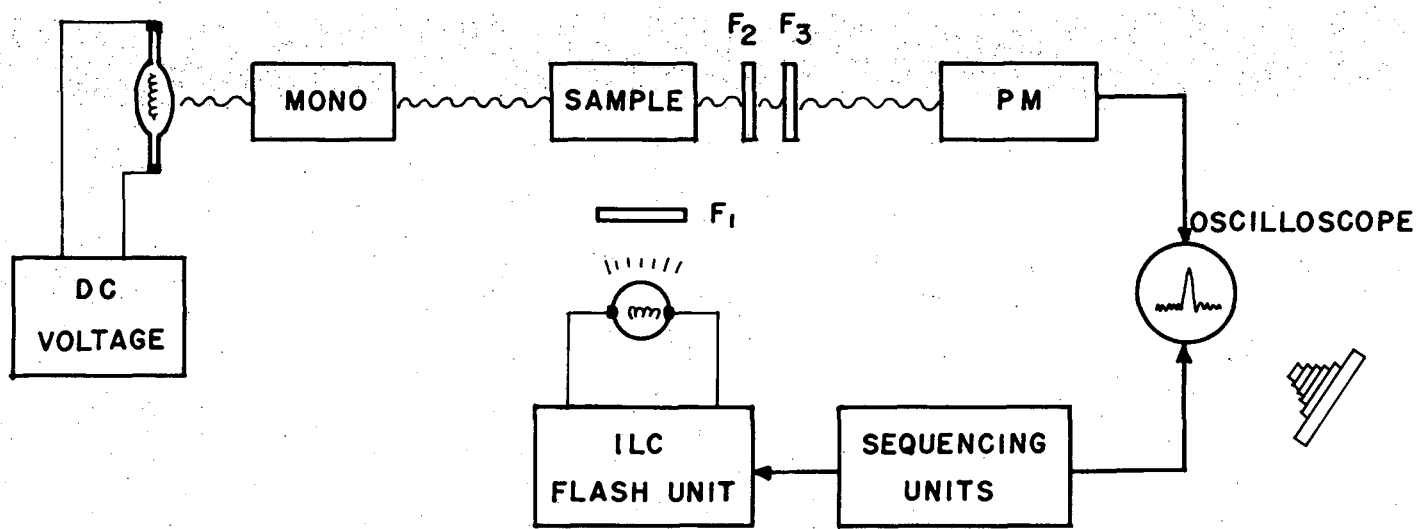 F2 F3
MONO
SAMPLE
PM
F1
OSCILLOSCOPE
DC
VOLTAGE
ILC
FLASH UNIT
SEQUENCING
UNITS